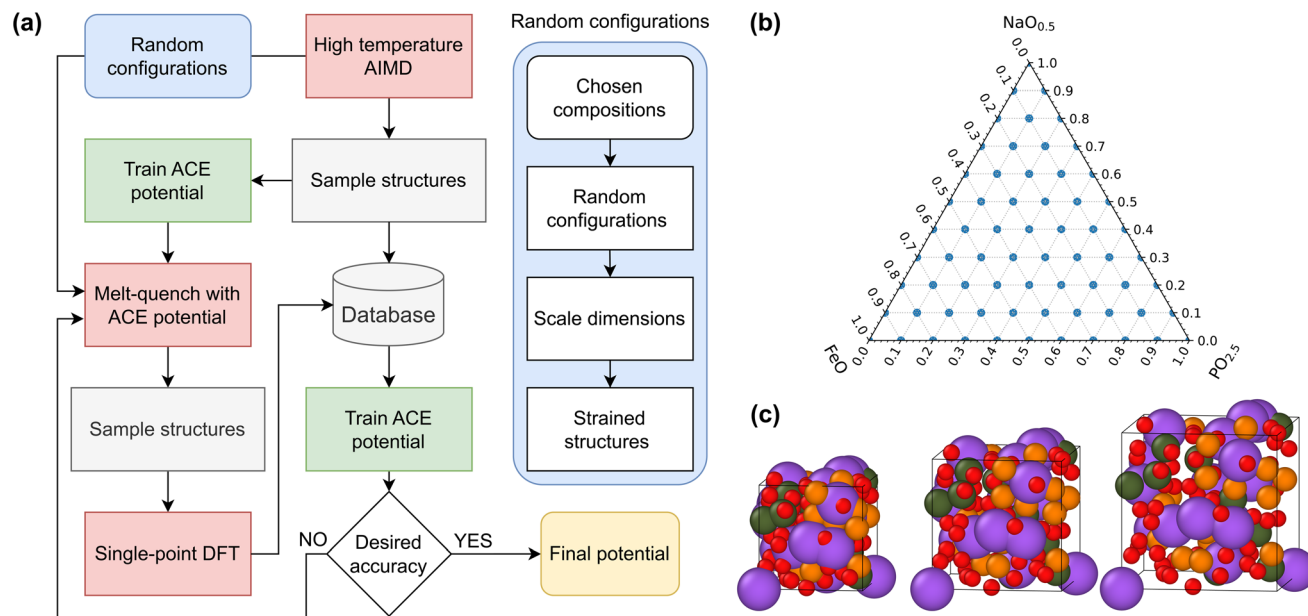 (a)
Random
configurations
High temperature
AIMD
Train ACE
potential
Sample structures
Melt-quench with
ACE potential
Database
Sample structures
Train ACE
potential
Single-point DFT
NO
Desired
accuracy
YES
Final potential
Random configurations
Chosen
compositions
Random
configurations
Scale dimensions
Strained
structures
(b)
NaO0.5
0.0
0.1
0.2
0.3
0.4
0.5
0.6
0.7
0.8
0.9
1.0
1.0
0.9
0.8
0.7
0.6
0.5
0.4
0.3
0.2
0.1
0.0
FeO
0.0
0.1
0.2
0.3
0.4
0.5
0.6
0.7
0.8
0.9
1.0
PO2.5
(c)